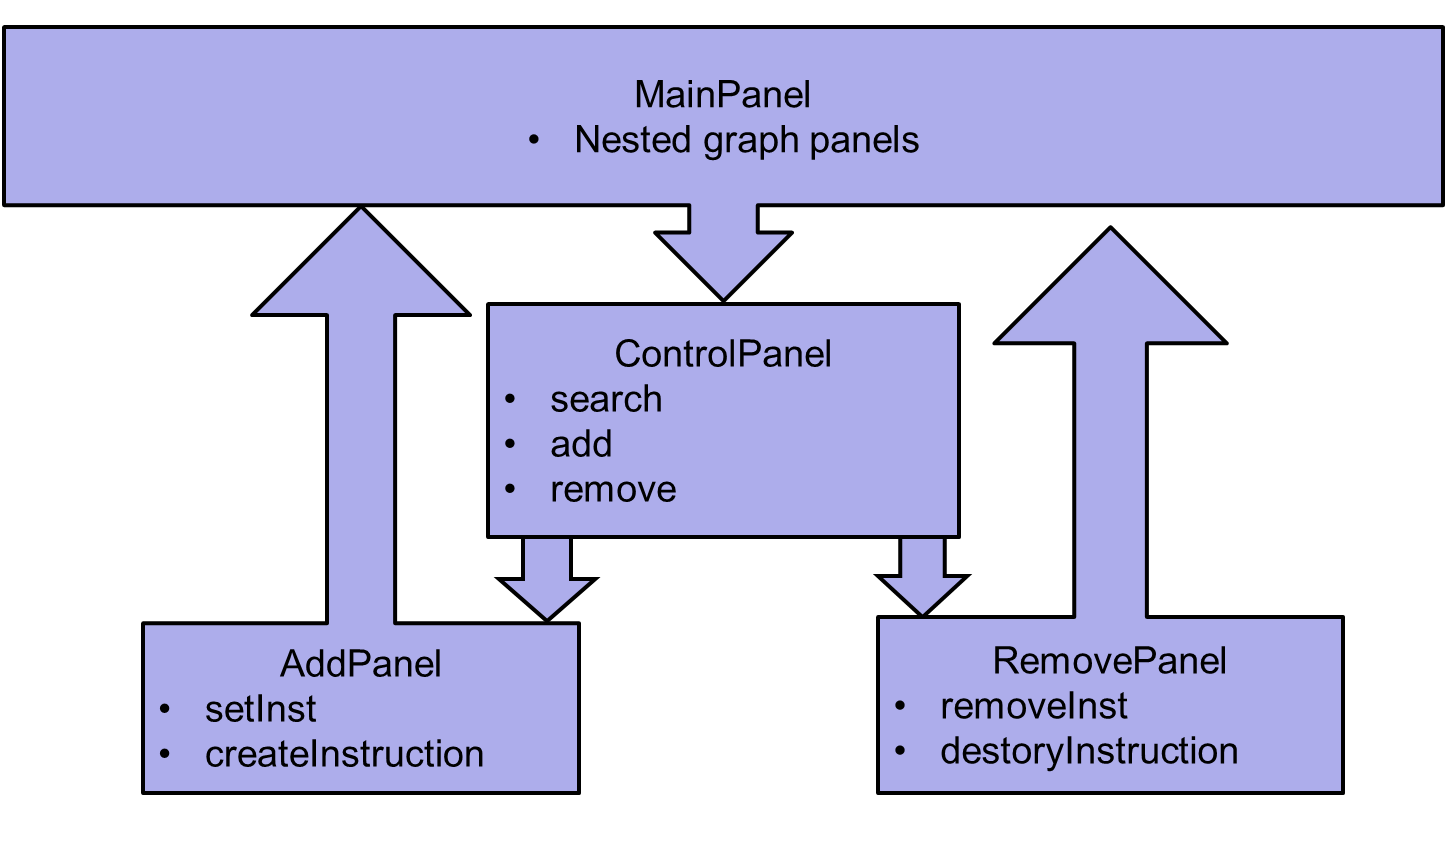 MainPanel
• Nested graph panels
ControlPanel
• search
• add
• remove
AddPanel
• setInst
• createInstruction
RemovePanel
• removeInst
• destoryInstruction